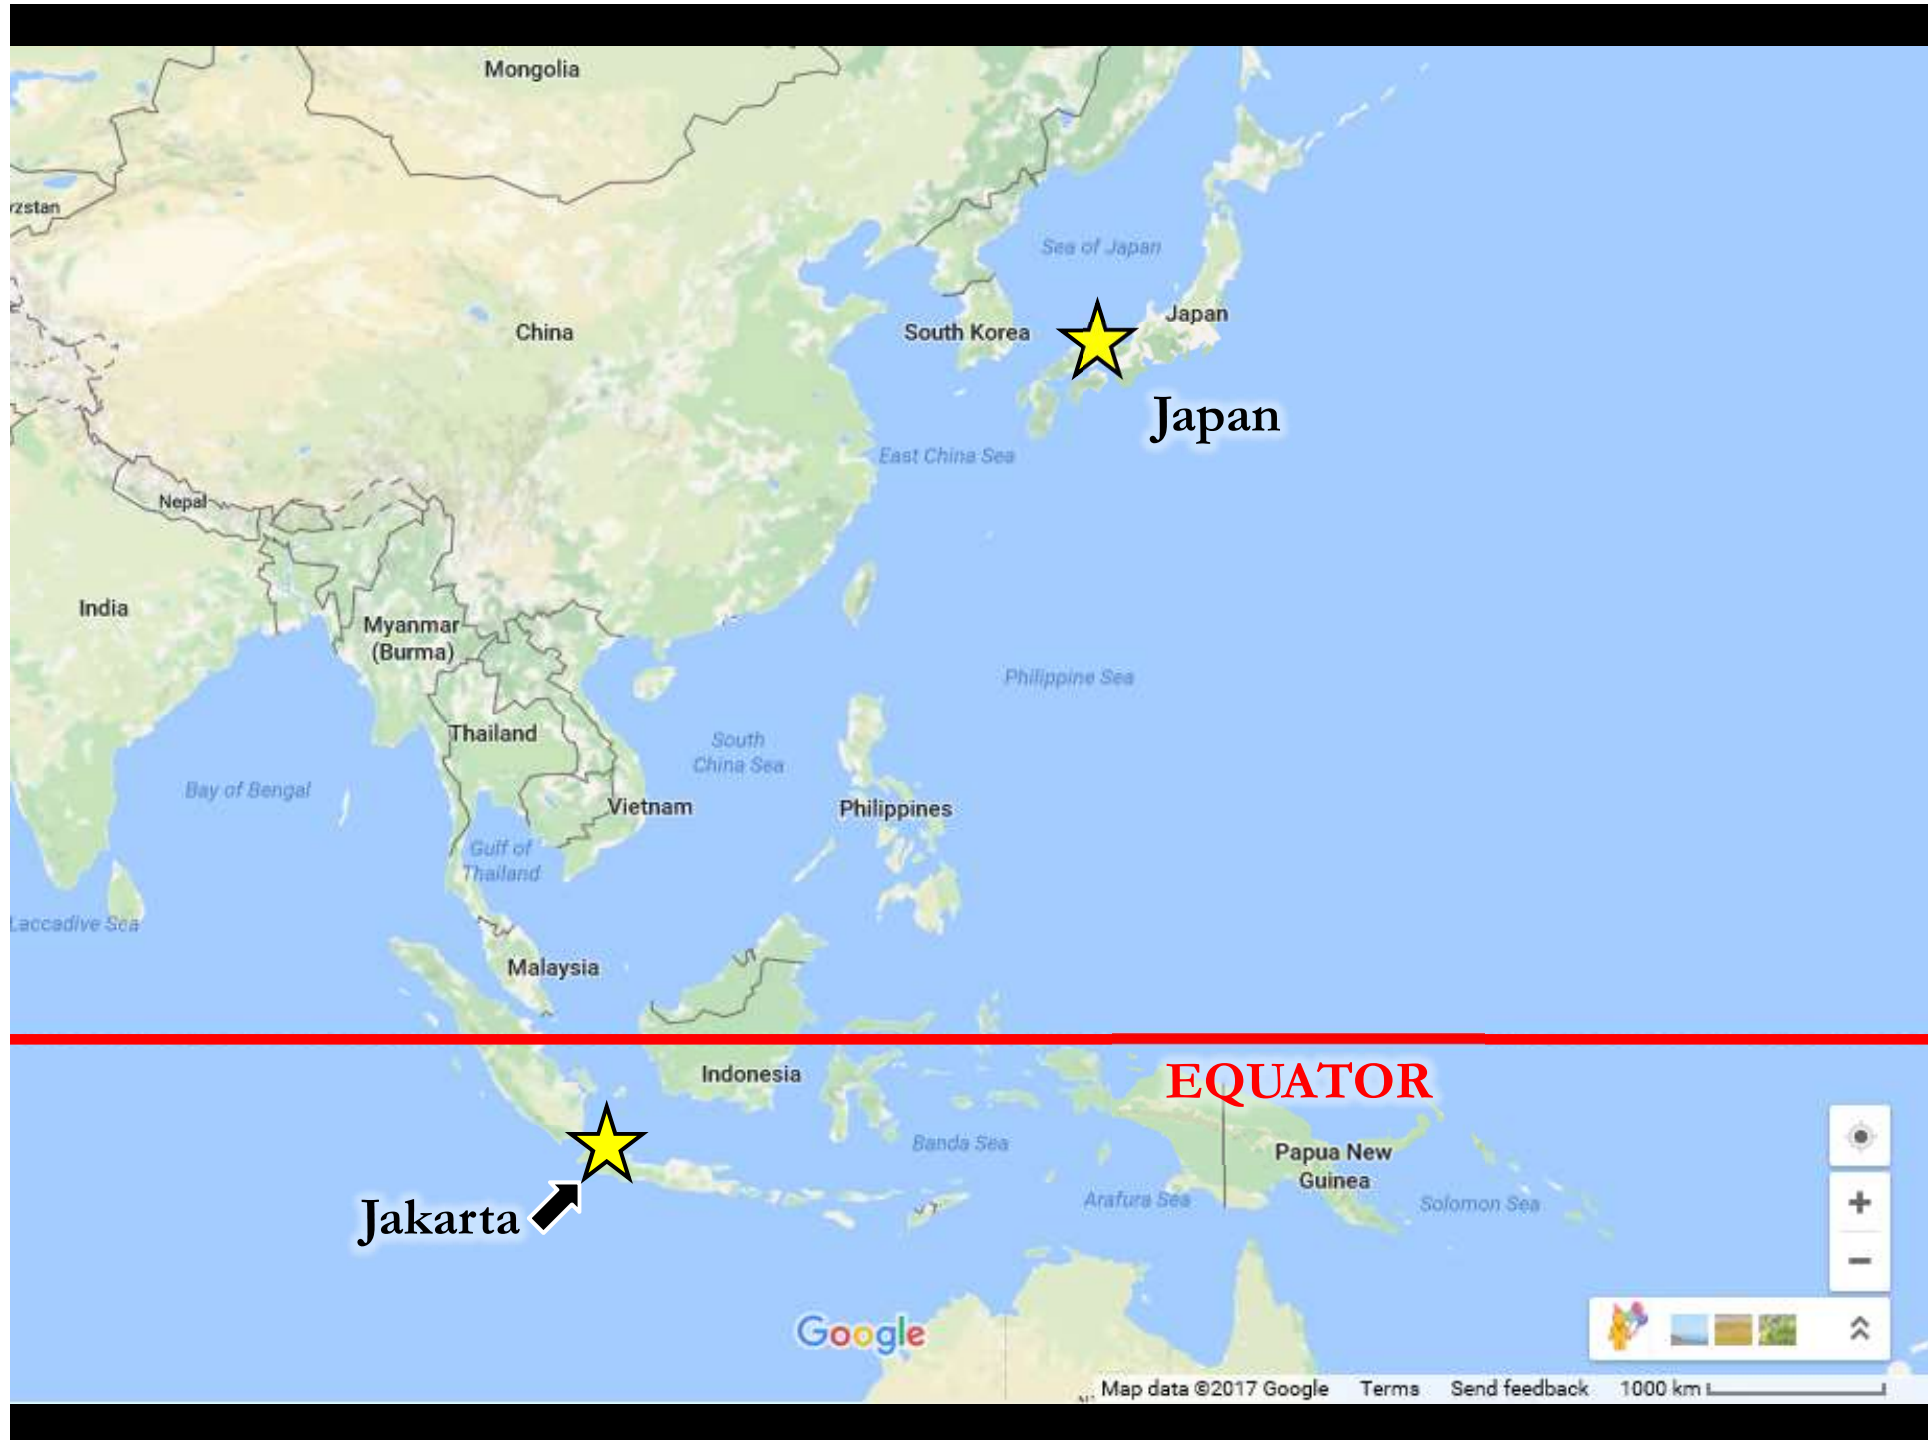 Mongolia
zstan
Sea of Japan
Japan
China
South Korea
Japan
East China Sea
Nepal
India
Myanmar
(Burma)
Philippine Sea
Thailand
South
China Sea
Bay of Bengal
Vietnam
Philippines
Gulf of
Thailand
Laccadive Sea
Malaysia
Indonesia
EQUATOR
Banda Sea
Papua New
Guinea
Arafura Sea
Solomon Sea
Jakarta
Google
Map data ©2017 Google Terms Send feedback 1000 km